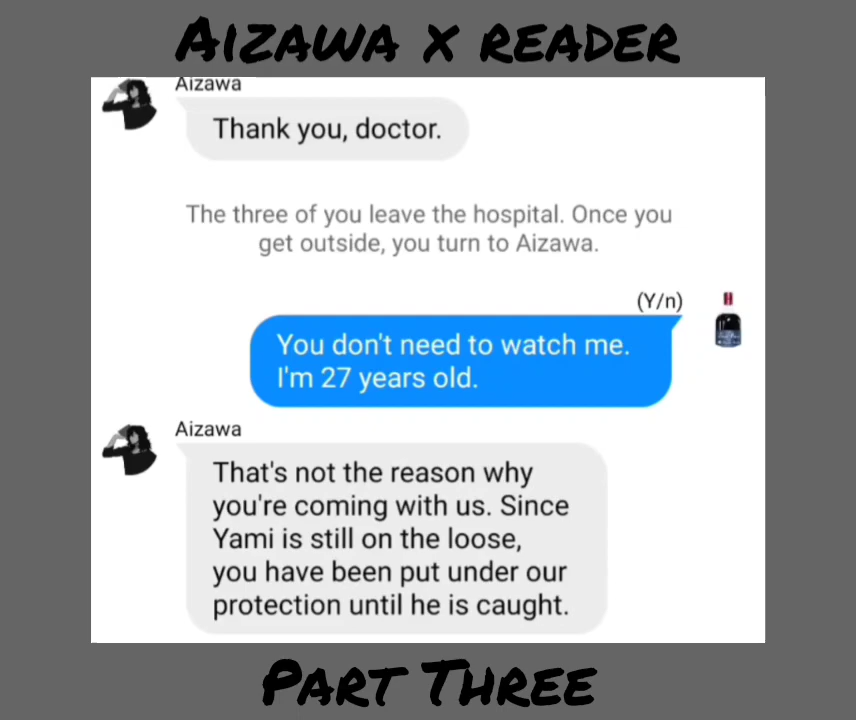 AIZAWA X READER
Aizawa
Thank you, doctor.
The three of you leave the hospital. Once you
get outside, you turn to Aizawa.
(Y/n)
You don't need to watch me.
I'm 27 years old.
Aizawa
That's not the reason why
you're coming with us. Since
Yami is still on the loose,
you have been put under our
protection until he is caught.
PART THREE